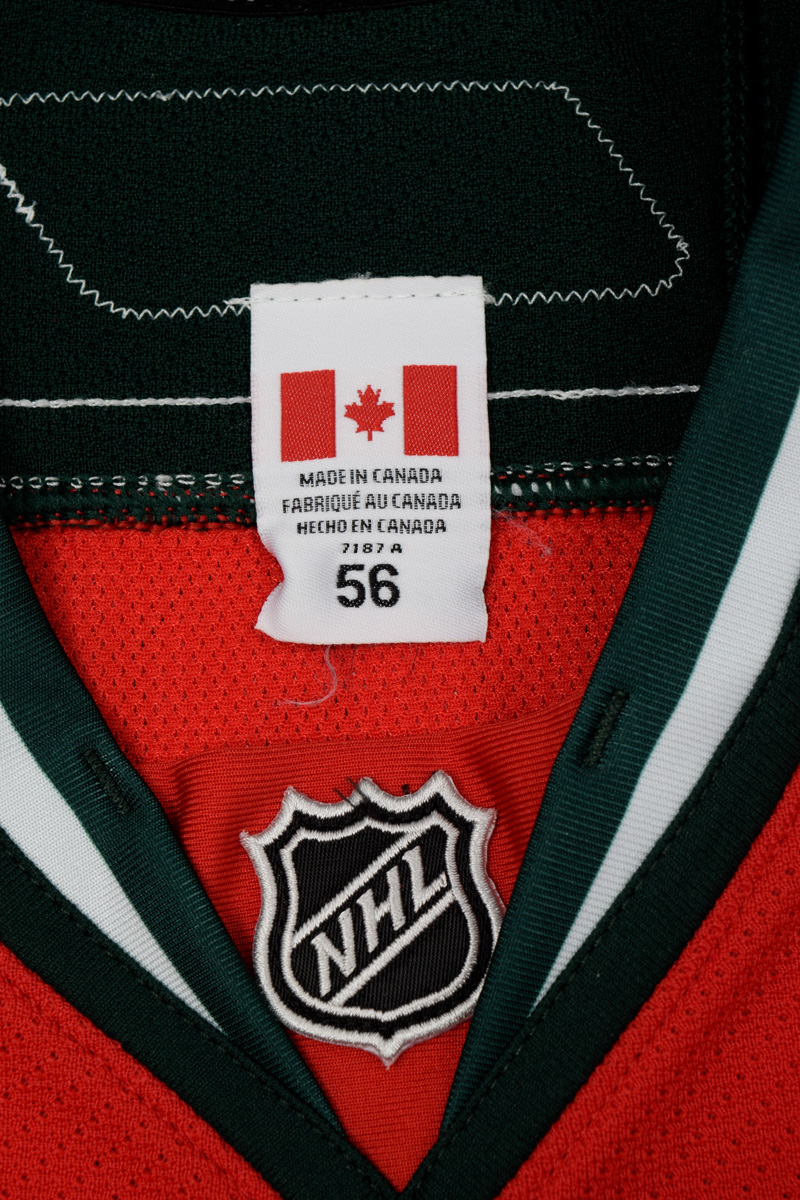 MADE IN CANADA
FABRIQUÉ AU CANADA
HECHO EN CANADA
7187 A
56
NHL